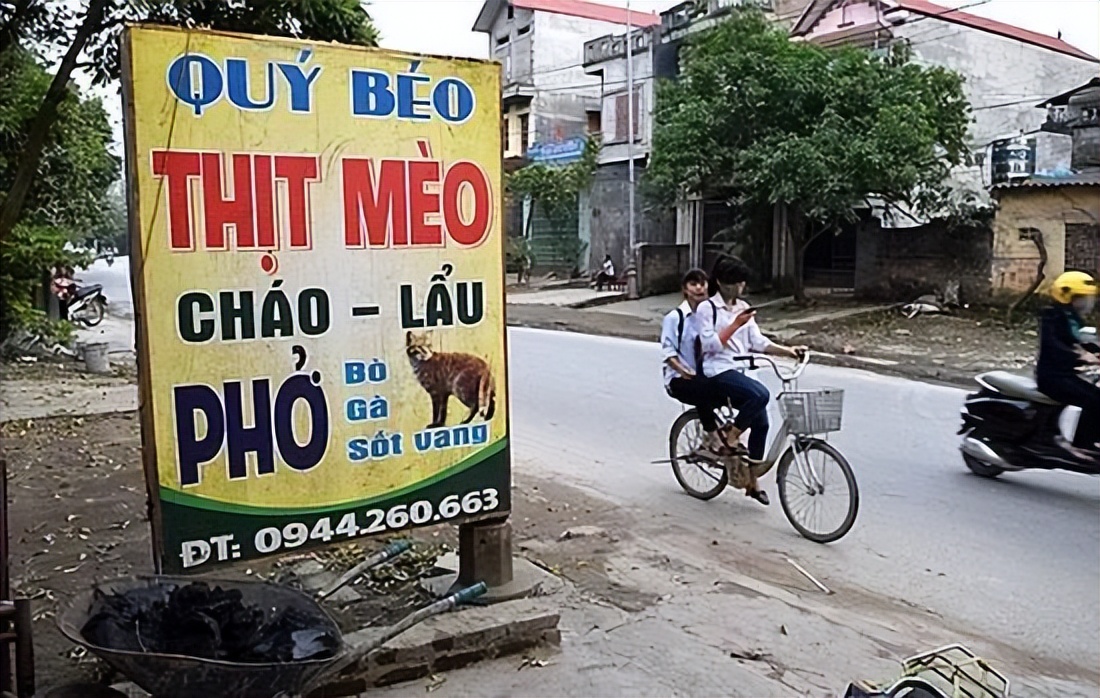 QUÝ BÉO
THỊT MÈO
CHÁO – LẨU
PHỞ
Bò
Gà
Sốt vang
ĐT: 0944.260.663